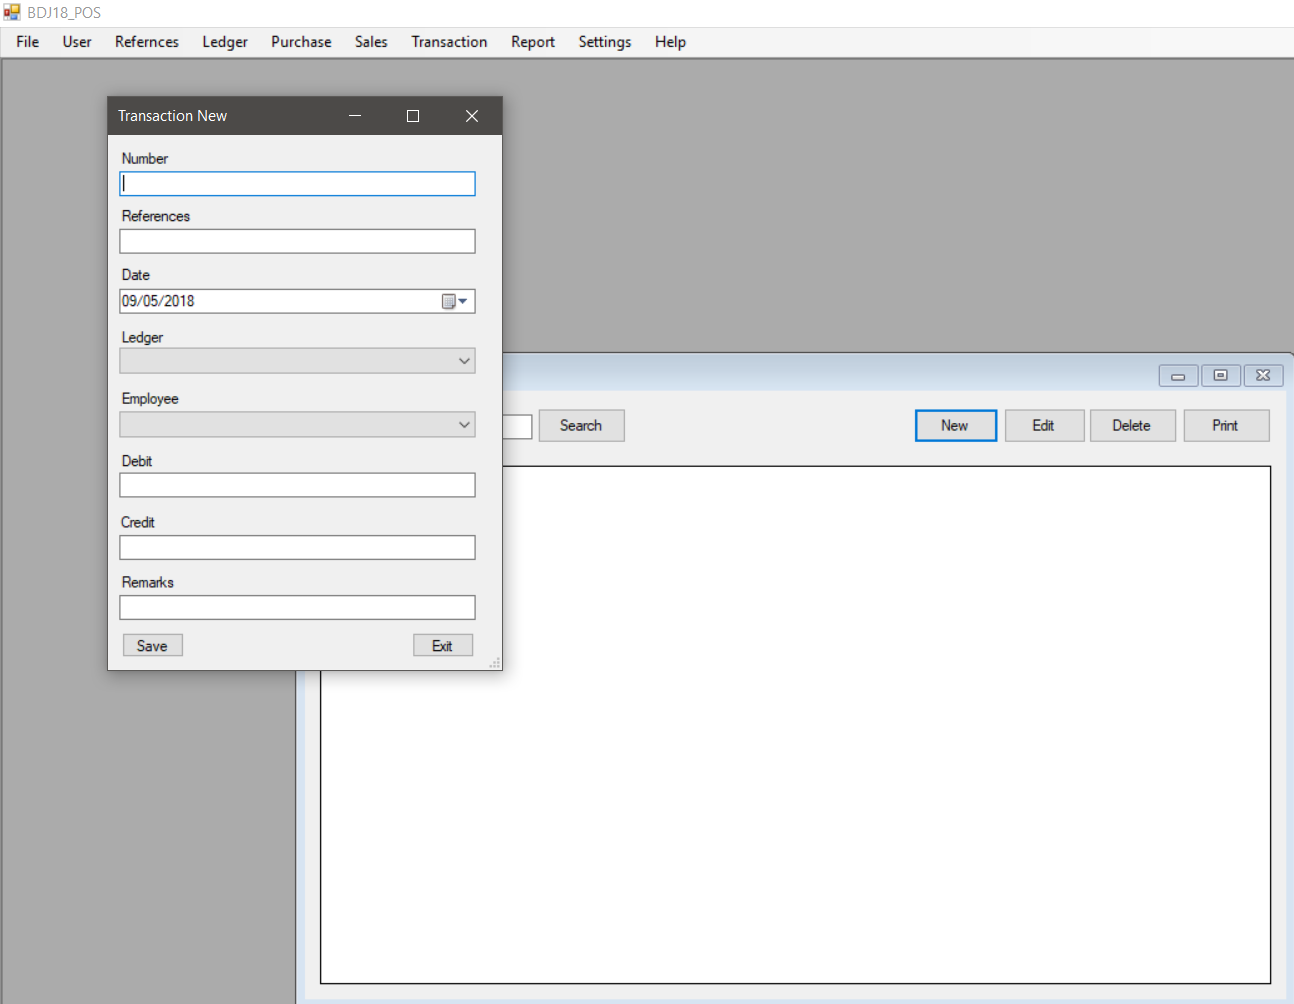 BDJ18_POS
File User Refernces Ledger Purchase Sales Transaction Report Settings Help
Transaction New
Number
References
Date
09/05/2018
Ledger
Employee
Search New Edit Delete Print
Debit
Credit
Remarks
Save Exit